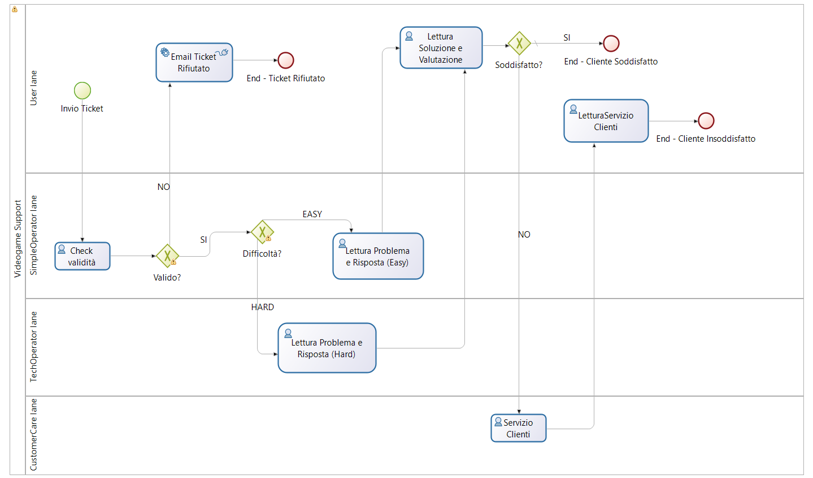 Videogame Support
User lane
Invio Ticket
Email Ticket
Rifiutato
End - Ticket Rifiutato
Lettura
Soluzione e
Valutazione
Soddisfatto?
SI
End - Cliente Soddisfatto
LetturaServizio
Clienti
End - Cliente Insoddisfatto
NO
SimpleOperator lane
Check
validità
Valido?
SI
Difficoltà?
EASY
Lettura Problema
e Risposta (Easy)
NO
TechOperator lane
HARD
Lettura Problema e
Risposta (Hard)
CustomerCare lane
Servizio
Clienti